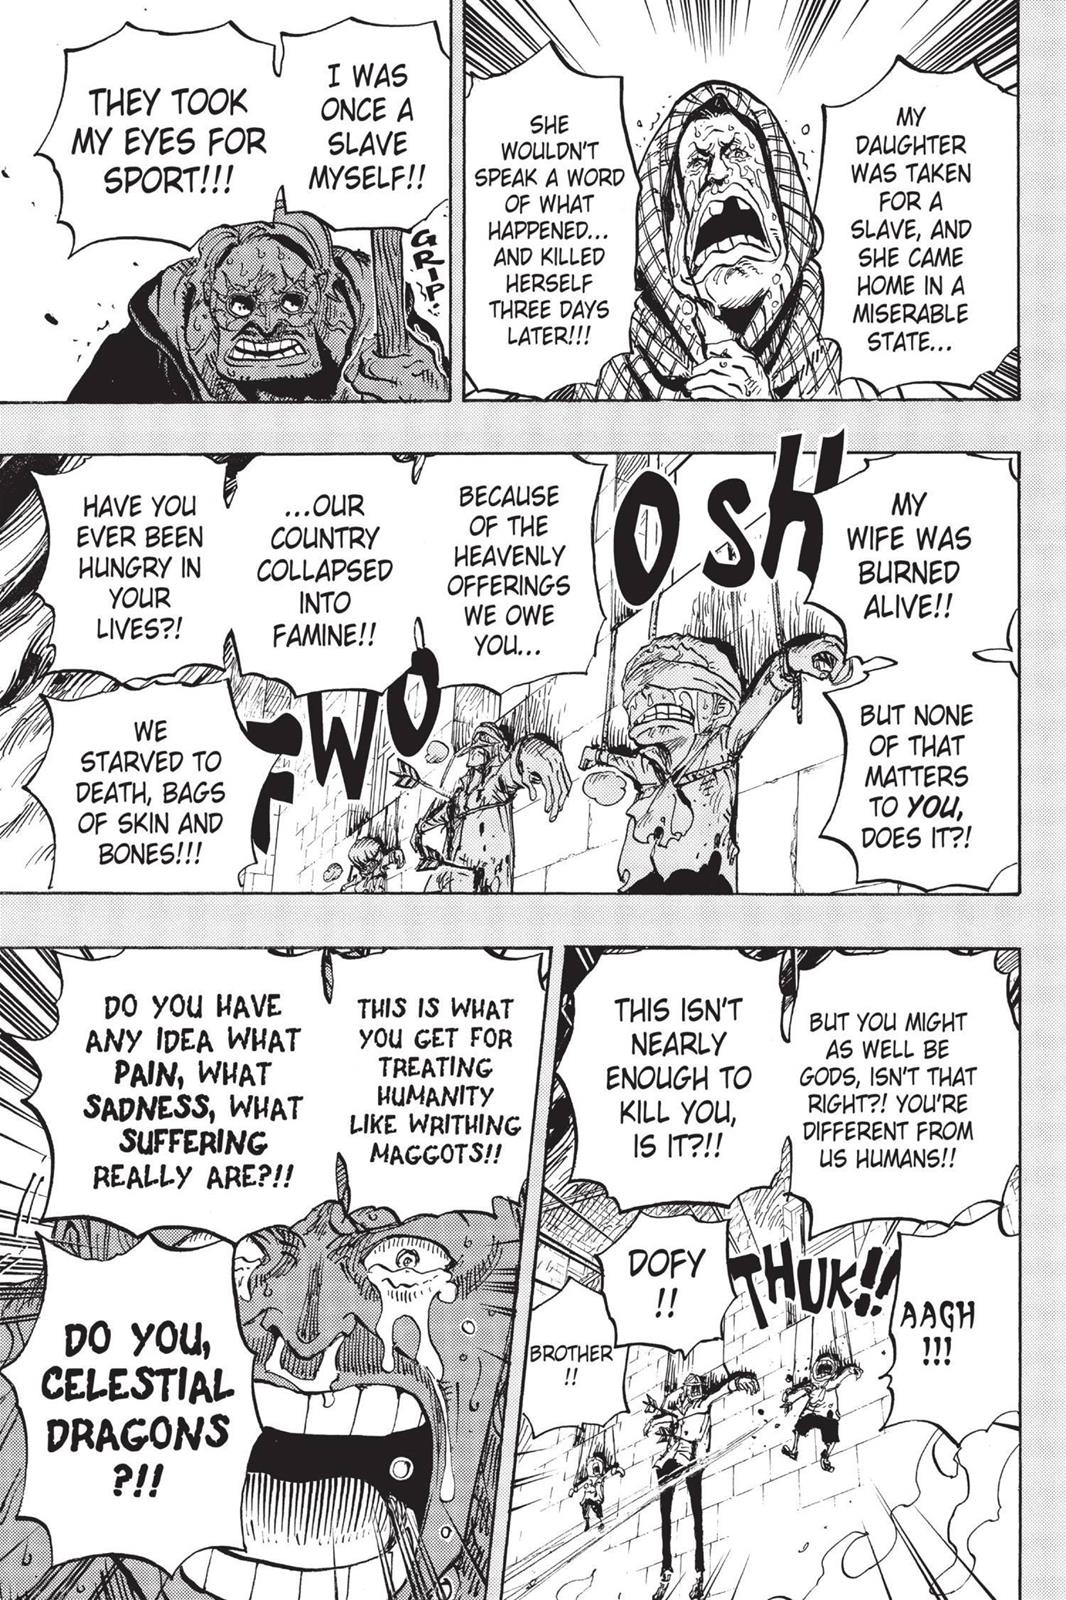 MY
DAUGHTER
WAS TAKEN
FOR A
SLAVE, AND
SHE CAME
HOME IN A
MISERABLE
STATE...
SHE
WOULDN'T
SPEAK A WORD
OF WHAT
HAPPENED...
AND KILLED
HERSELF
THREE DAYS
LATER!!!
I WAS
ONCE A
SLAVE
MYSELF!!
THEY TOOK
MY EYES FOR
SPORT!!!
GRIP!
MY
WIFE WAS
BURNED
ALIVE!!
BUT NONE
OF THAT
MATTERS
TO YOU,
DOES IT?!
OSH
BECAUSE
OF THE
HEAVENLY
OFFERINGS
WE OWE
YOU...
...OUR
COUNTRY
COLLAPSED
INTO
FAMINE!!
FWO
HAVE YOU
EVER BEEN
HUNGRY IN
YOUR
LIVES?!
WE
STARVED TO
DEATH, BAGS
OF SKIN AND
BONES!!!
BUT YOU MIGHT
AS WELL BE
GODS, ISN'T THAT
RIGHT?! YOU'RE
DIFFERENT FROM
US HUMANS!!
THIS ISN'T
NEARLY
ENOUGH TO
KILL YOU,
IS IT?!!
AAGH
!!!
THUK!!
DOFY
!!
BROTHER
!!
THIS IS WHAT
YOU GET FOR
TREATING
HUMANITY
LIKE WRITHING
MAGGOTS!!
DO YOU HAVE
ANY IDEA WHAT
PAIN, WHAT
SADNESS, WHAT
SUFFERING
REALLY ARE?!!
DO YOU,
CELESTIAL
DRAGONS
?!!